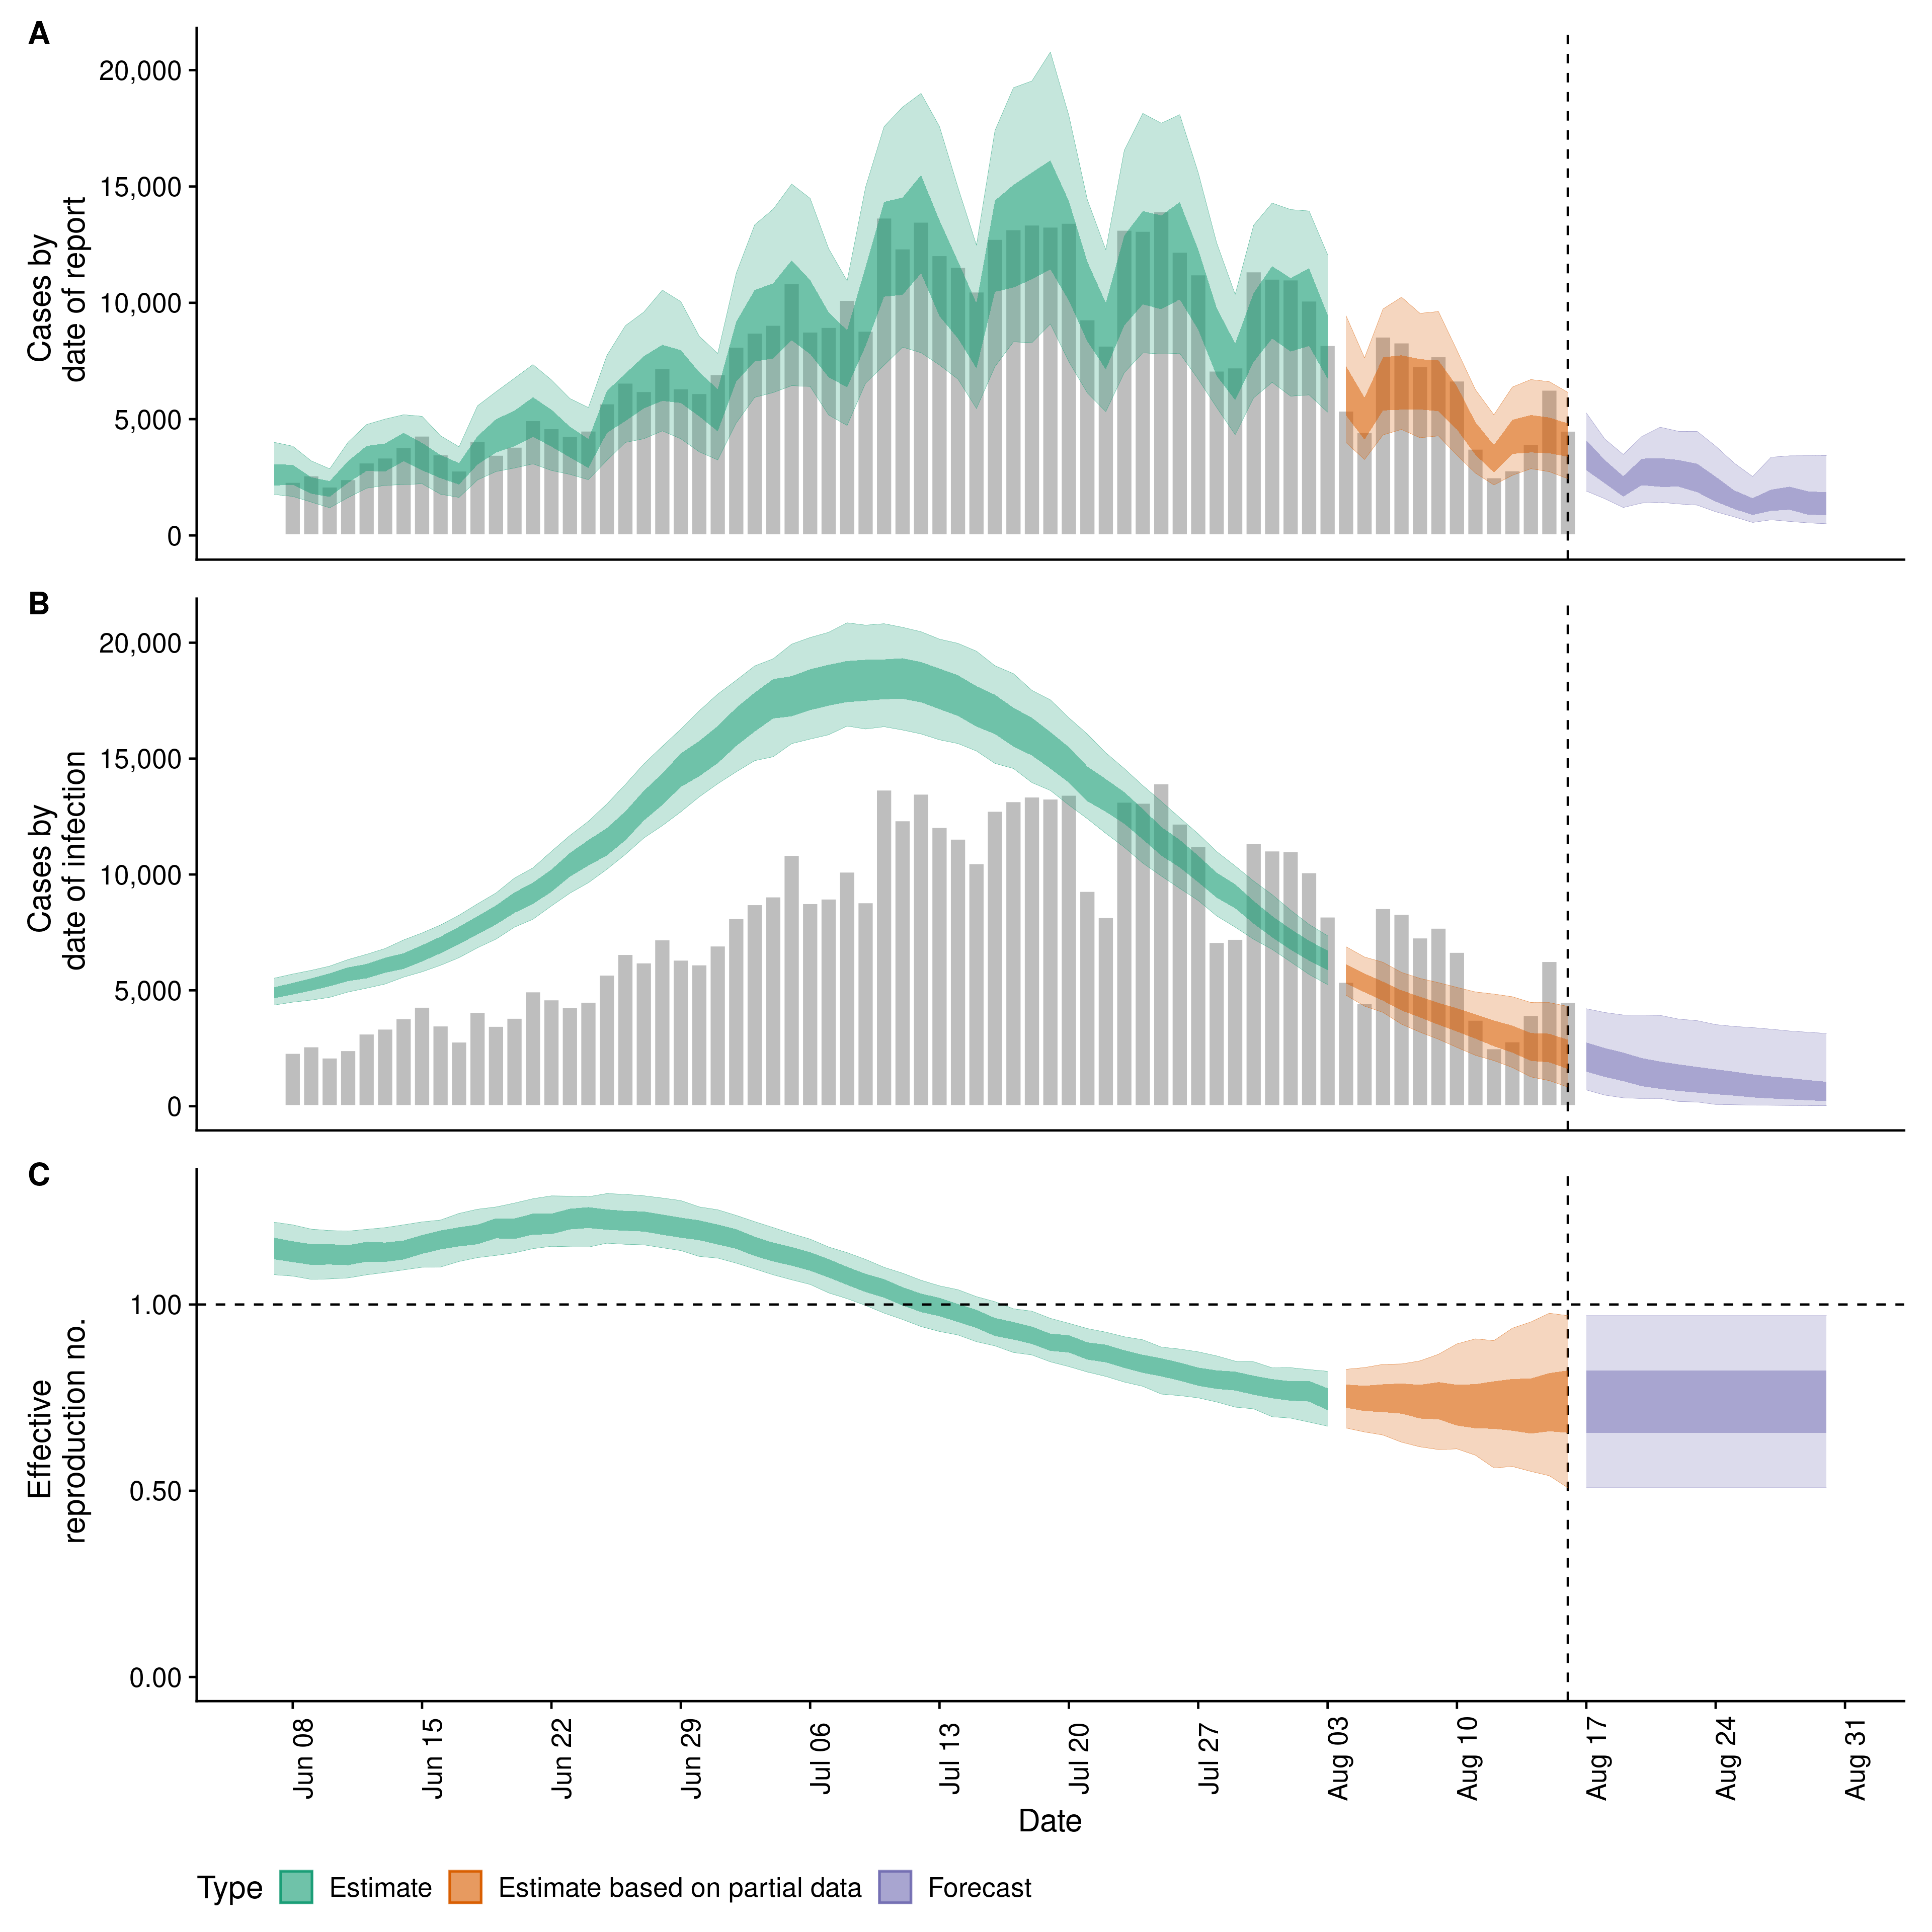 A
Cases by
date of report
20,000
15,000
10,000
5,000
0
B
Cases by
date of infection
20,000
15,000
10,000
5,000
0
C
Effective
reproduction no.
1.00
0.50
0.00
Jun 08
Jun 15
Jun 22
Jun 29
Jul 06
Jul 13
Jul 20
Jul 27
Aug 03
Aug 10
Aug 17
Aug 24
Aug 31
Date
Type Estimate Estimate based on partial data Forecast